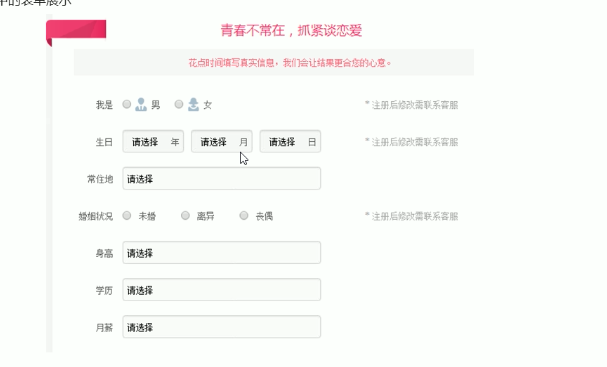 中的表单展示
青春不常在，抓紧谈恋爱
花点时间填写真实信息，我们会让结果更合您的心意。
我是 男 女 * 注册后修改需联系客服
生日 请选择 年 请选择 月 请选择 日 * 注册后修改需联系客服
常住地 请选择
婚姻状况 未婚 离异 丧偶 * 注册后修改需联系客服
身高 请选择
学历 请选择
月薪 请选择